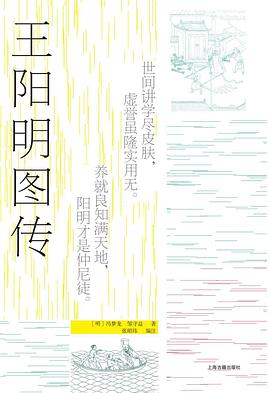 王阳明图传
世间讲学尽皮肤，
虚誉虽隆实用无。
养就良知满天地，
阳明才是仲尼徒。
［明］冯梦龙 邹守益 著
张昭炜 编注
上海古籍出版社